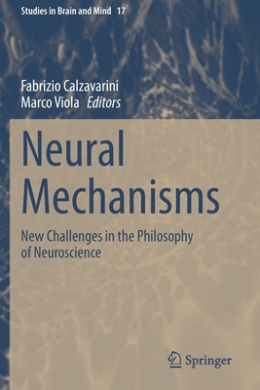 Studies in Brain and Mind 17
Fabrizio Calzavarini
Marco Viola Editors
Neural
Mechanisms
New Challenges in the Philosophy
of Neuroscience
Springer